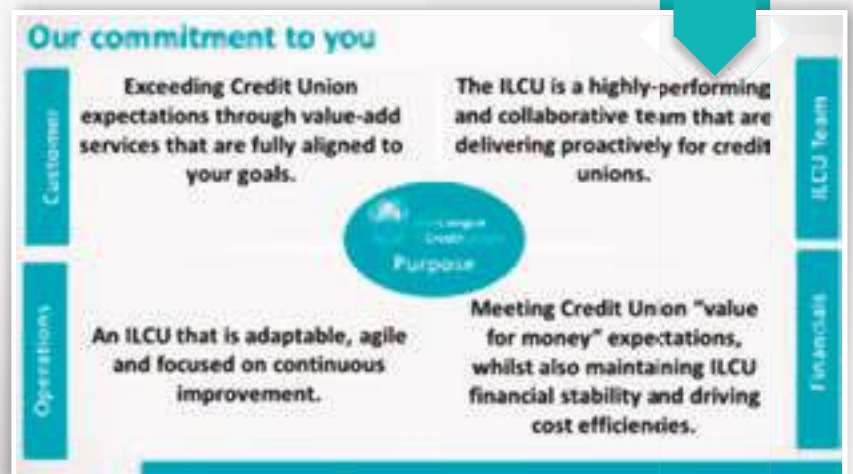 Our commitment to you
Customer
Exceeding Credit Union
expectations through value-add
services that are fully aligned to
your goals.
The ILCU is a highly-performing
and collaborative team that are
delivering proactively for credit
unions.
ILCU Team
League
Credit
Purpose
Operations
An ILCU that is adaptable, agile
and focused on continuous
improvement.
Meeting Credit Union "value
for money" expectations,
whilst also maintaining ILCU
financial stability and driving
cost efficiencies.
Financials